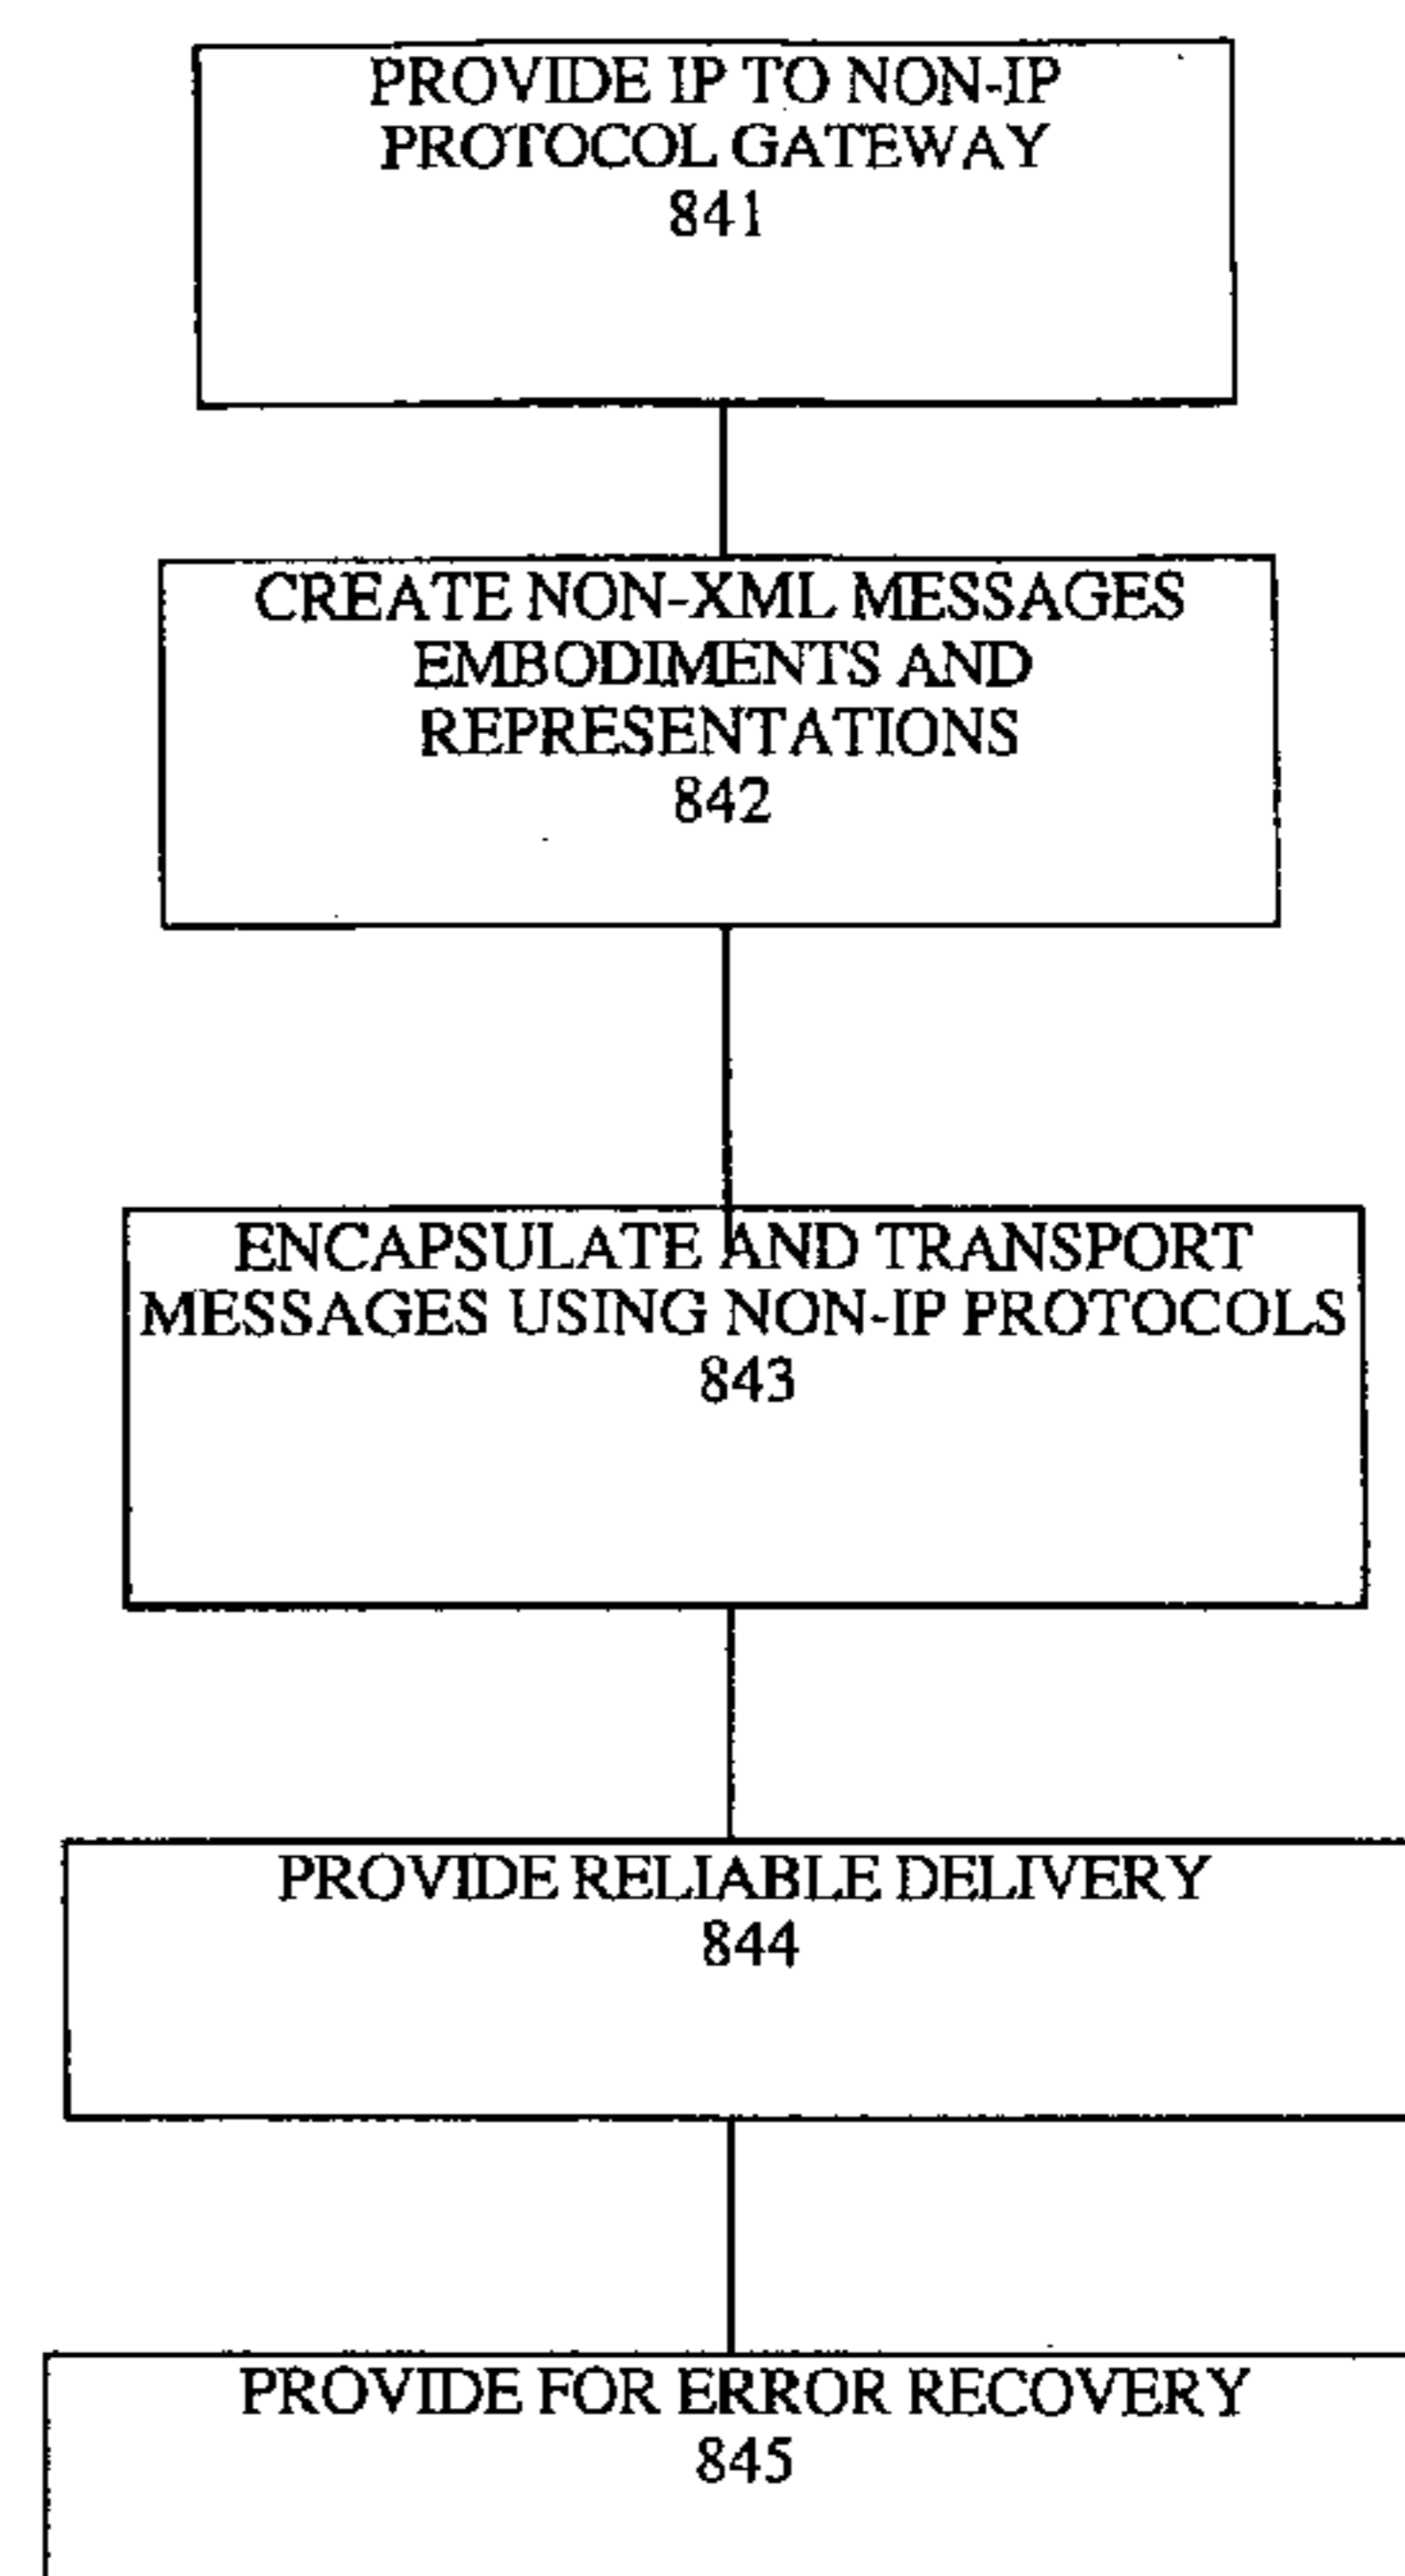 PROVIDE IP TO NON-IP
PROTOCOL GATEWAY
841
CREATE NON-XML MESSAGES
EMBODIMENTS AND
REPRESENTATIONS
842
ENCAPSULATE AND TRANSPORT
MESSAGES USING NON-IP PROTOCOLS
843
PROVIDE RELIABLE DELIVERY
844
PROVIDE FOR ERROR RECOVERY
845